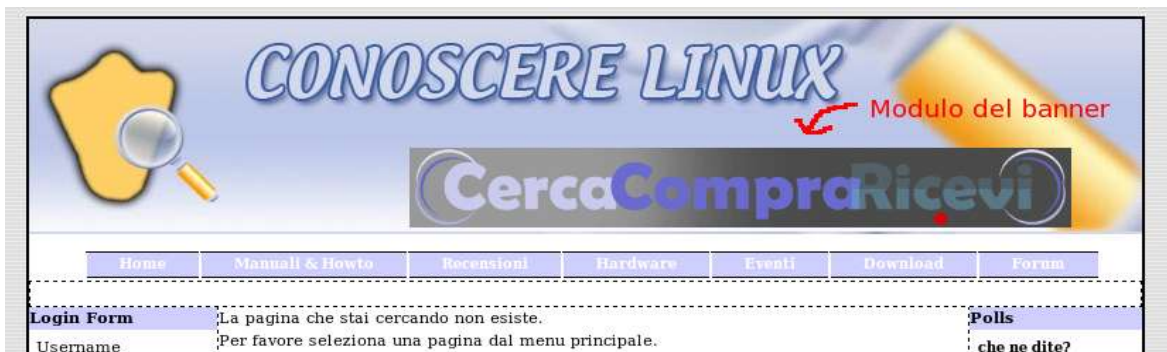 CONOSCERE LINUX
Modulo del banner
CercaCompraRicevi
Home Manuali & Howto Recensioni Hardware Eventi Download Forum
Login Form
La pagina che stai cercando non esiste.
Polls
Username
Per favore seleziona una pagina dal menu principale.
che ne dite?